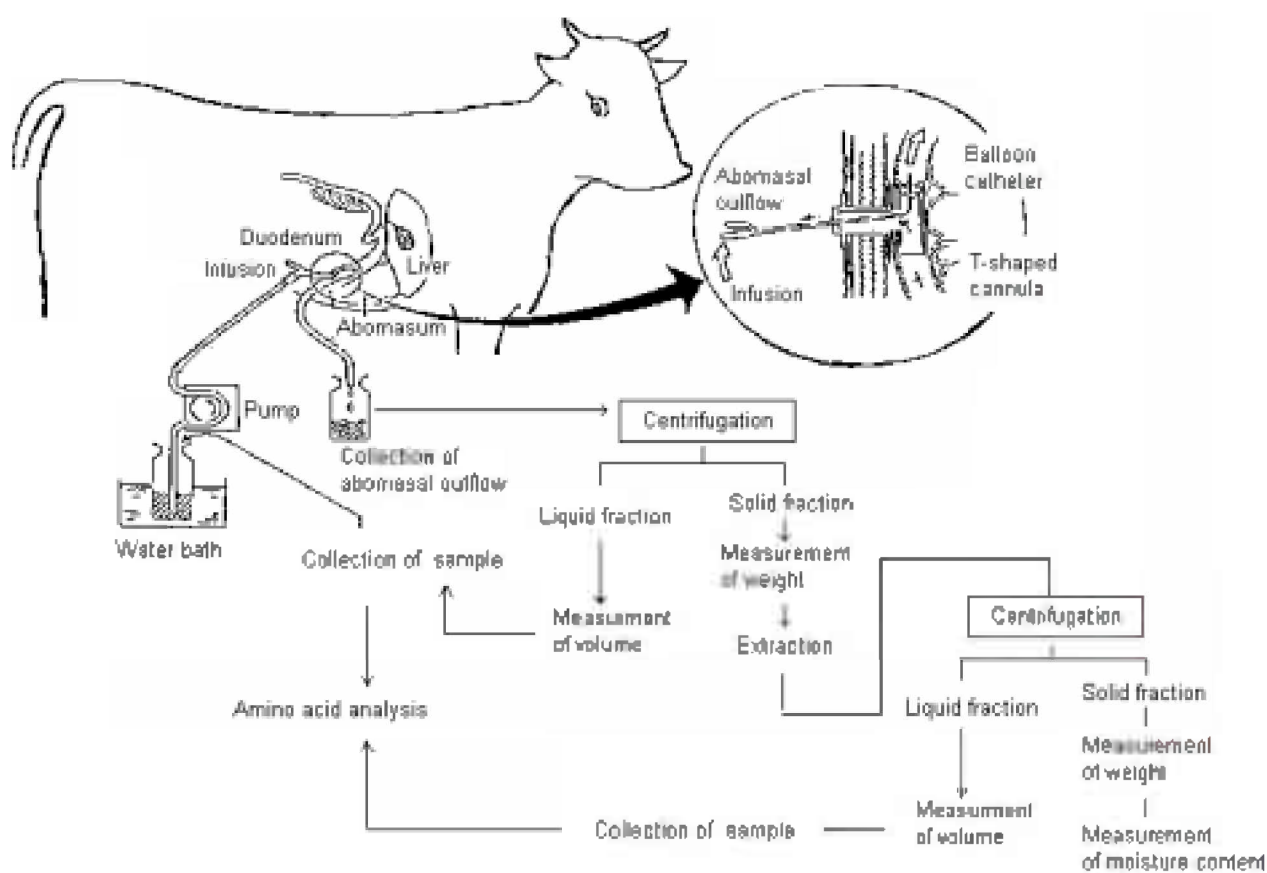 Balloon
catheter
Abomasal
outflow
T-shaped
cannula
Infusion
Duodenum
Infusion
Liver
Abomasum
Pump
Centrifugation
Collection of
abomasal outflow
Water bath
Liquid fraction
Solid fraction
Collection of sample
Measurement
of weight
Measurment
of volume
Extraction
Centrifugation
Amino acid analysis
Liquid fraction
Solid fraction
Measurement
of weight
Collection of sample
Measurment
of volume
Measurement
of moisture content